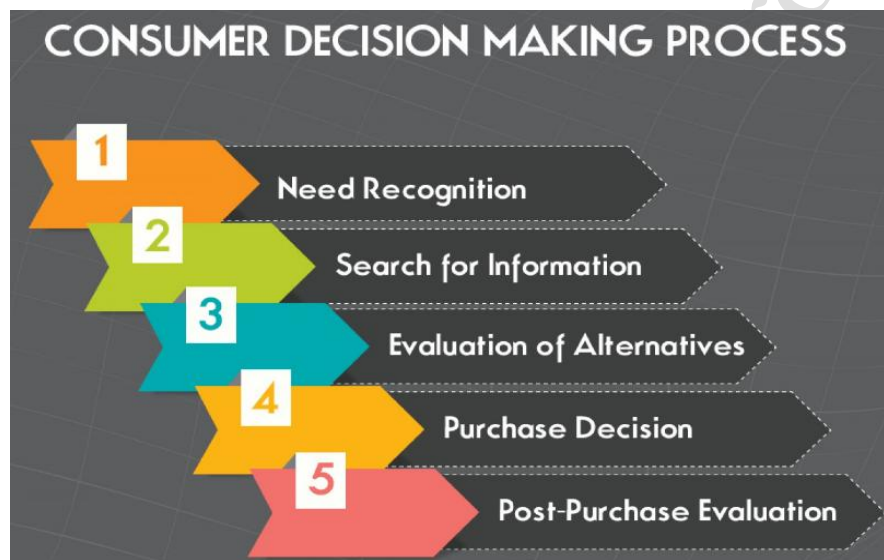 CONSUMER DECISION MAKING PROCESS
1
Need Recognition
2
Search for Information
3
Evaluation of Alternatives
4
Purchase Decision
5
Post-Purchase Evaluation